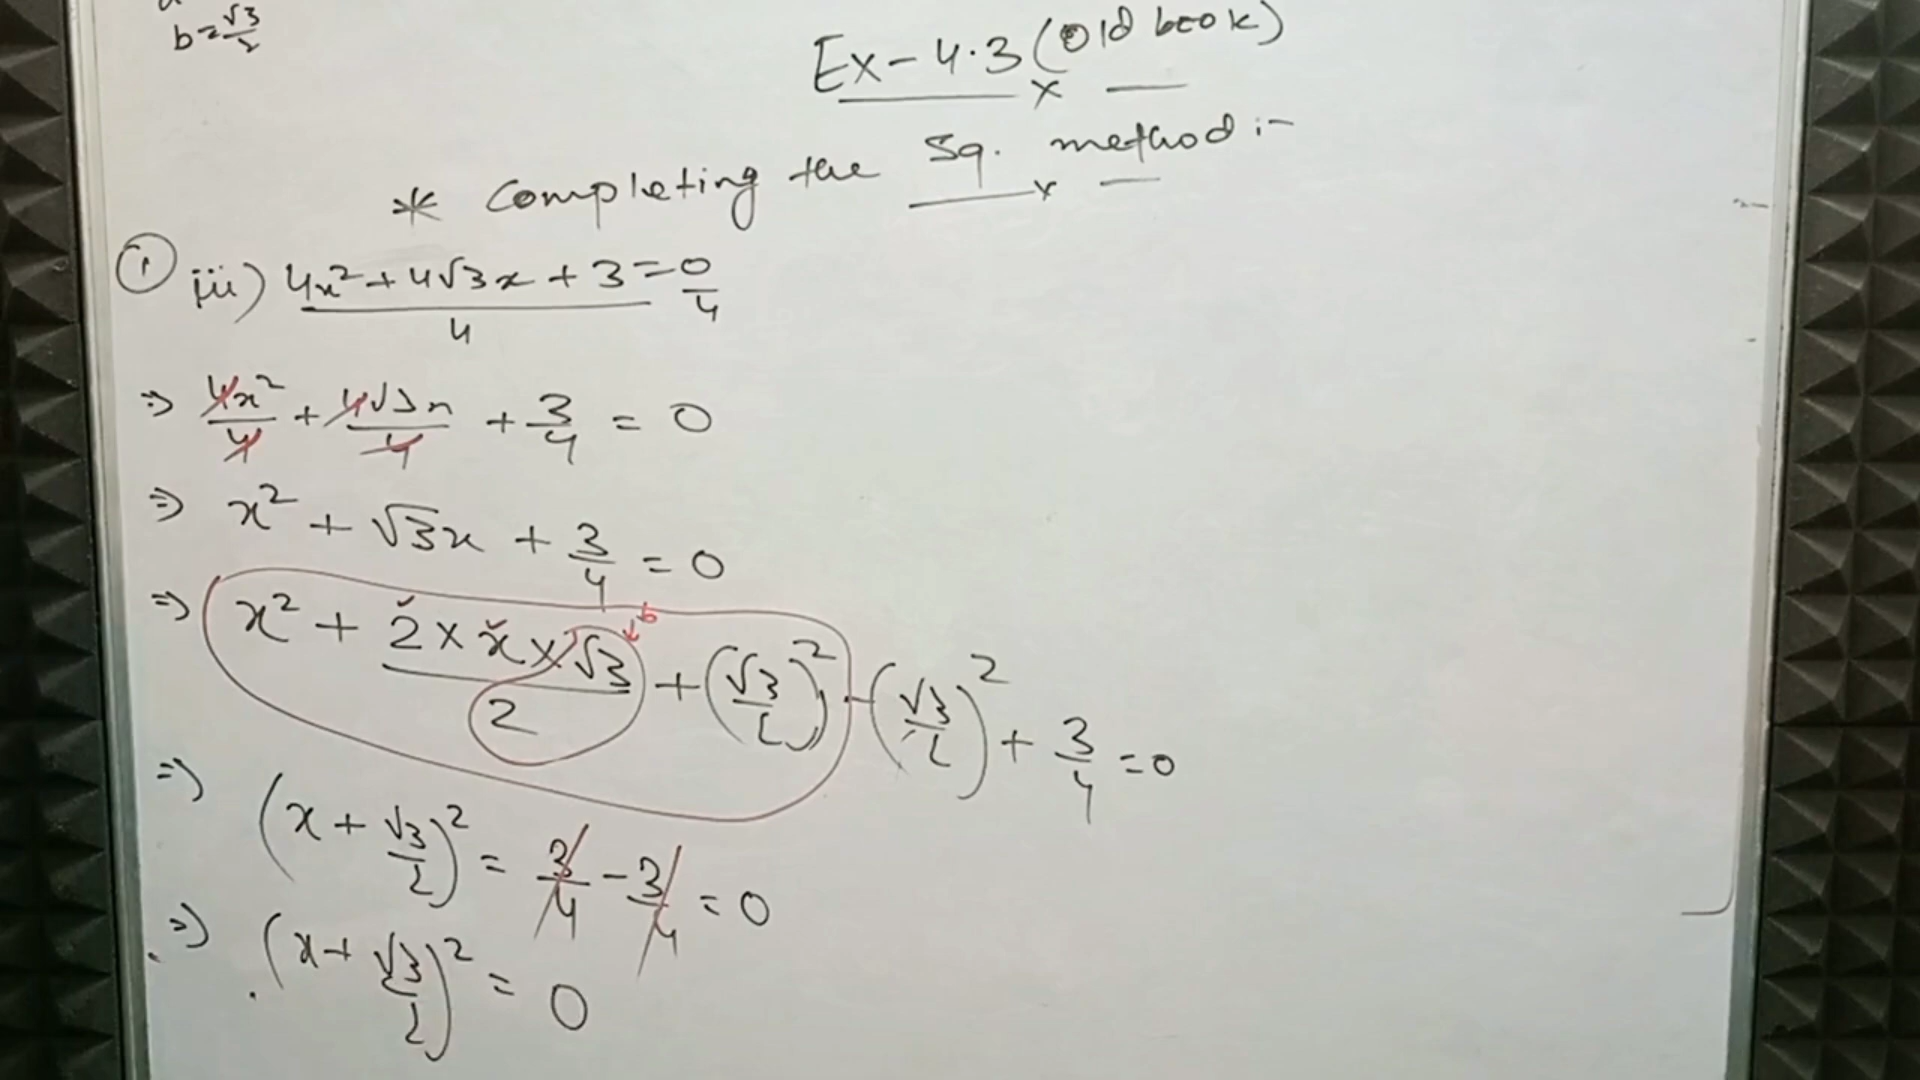 b=√3/2
Ex-4.3 (old book)
* Completing the Sq. method :-
① iii) 4x²+4√3x+3/4=0/4
⇒ 4x²/4 + 4√3x/4 + 3/4 = 0
⇒ x² + √3x + 3/4 = 0
b
⇒ x² + 2×x×√3/2 + (√3/2)² - (√3/2)² + 3/4 = 0
⇒ (x + √3/2)² = 3/4 - 3/4 = 0
⇒ (x + √3/2)² = 0